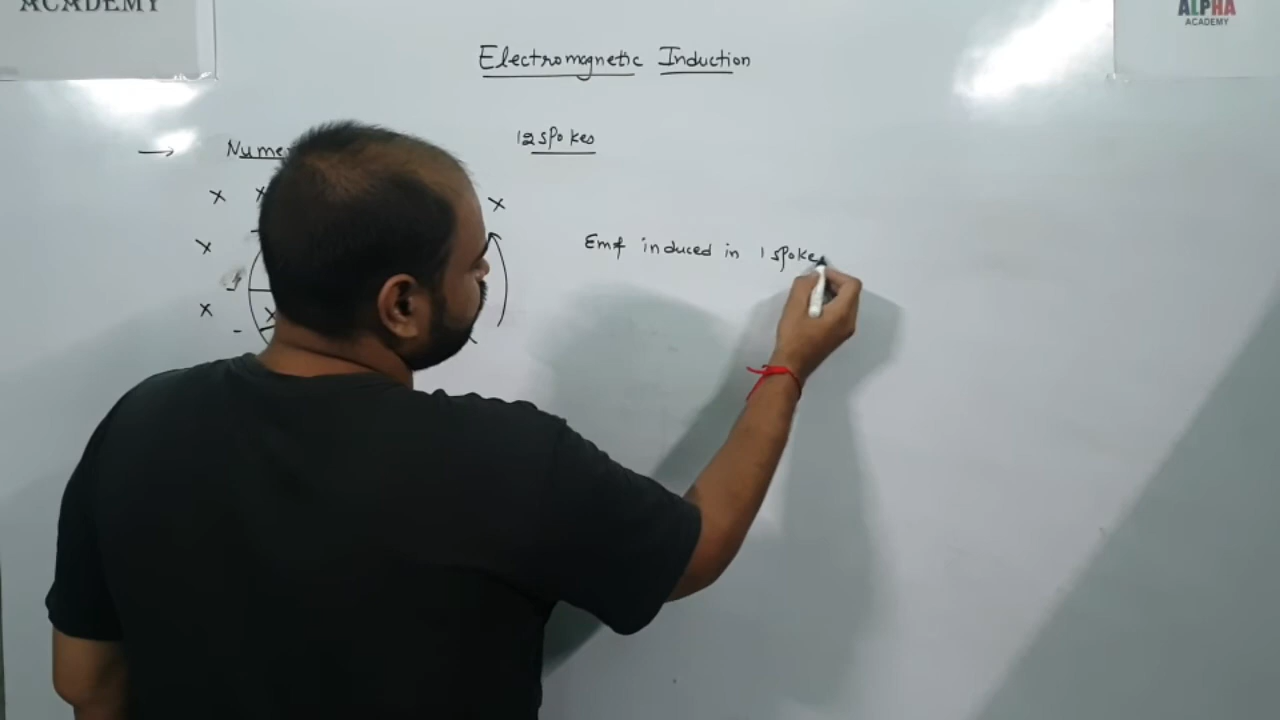 ACADEMY
ALPHA
ACADEMY
Electromagnetic Induction
12 spokes
→ Nume
x x x
x
Emf induced in 1 spoke
x x
-